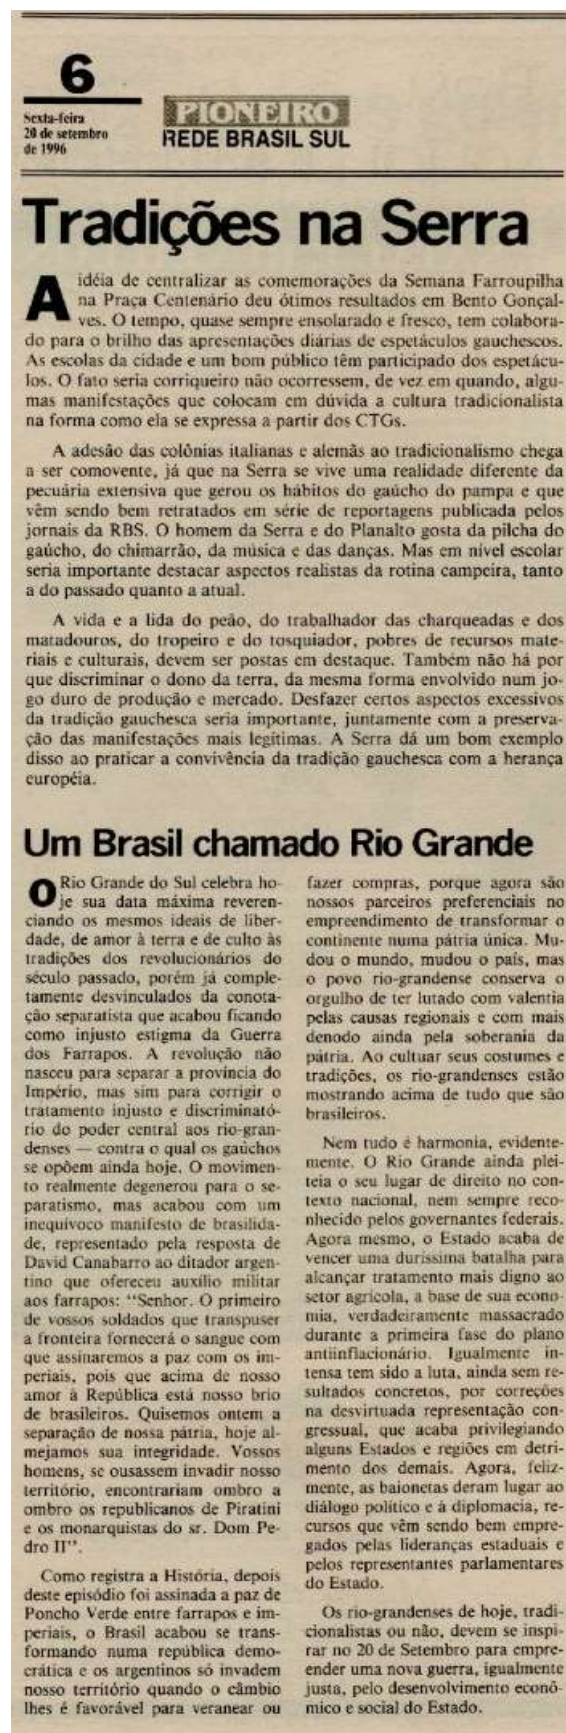 6
Sexta-feira
20 de setembro
de 1996
PIONEIRO
REDE BRASIL SUL
Tradições na Serra
A idéia de centralizar as comemorações da Semana Farroupilha
na Praça Centenário deu ótimos resultados em Bento Gonçal-
ves. O tempo, quase sempre ensolarado e fresco, tem colabora-
do para o brilho das apresentações diárias de espetáculos gauchescos.
As escolas da cidade e um bom público têm participado dos espetácu-
los. O fato seria corriqueiro não ocorressem, de vez em quando, algu-
mas manifestações que colocam em dúvida a cultura tradicionalista
na forma como ela se expressa a partir dos CTGs.
A adesão das colônias italianas e alemãs ao tradicionalismo chega
a ser comovente, já que na Serra se vive uma realidade diferente da
pecuária extensiva que gerou os hábitos do gaúcho do pampa e que
vêm sendo bem retratados em série de reportagens publicada pelos
jornais da RBS. O homem da Serra e do Planalto gosta da pilcha do
gaúcho, do chimarrão, da música e das danças. Mas em nível escolar
seria importante destacar aspectos realistas da rotina campeira, tanto
a do passado quanto a atual.
A vida e a lida do peão, do trabalhador das charqueadas e dos
matadouros, do tropeiro e do tosquiador, pobres de recursos mate-
riais e culturais, devem ser postas em destaque. Também não há por
que discriminar o dono da terra, da mesma forma envolvido num jo-
go duro de produção e mercado. Desfazer certos aspectos excessivos
da tradição gauchesca seria importante, juntamente com a preserva-
ção das manifestações mais legítimas. A Serra dá um bom exemplo
disso ao praticar a convivência da tradição gauchesca com a herança
européia.
Um Brasil chamado Rio Grande
O Rio Grande do Sul celebra ho-
je sua data máxima reveren-
ciando os mesmos ideais de liber-
dade, de amor à terra e de culto às
tradições dos revolucionários do
século passado, porém já comple-
tamente desvinculados da conota-
ção separatista que acabou ficando
como injusto estigma da Guerra
dos Farrapos. A revolução não
nasceu para separar a província do
Império, mas sim para corrigir o
tratamento injusto e discriminató-
rio do poder central aos rio-gran-
denses — contra o qual os gaúchos
se opõem ainda hoje. O movimen-
to realmente degenerou para o se-
paratismo, mas acabou com um
inequívoco manifesto de brasilida-
de, representado pela resposta de
David Canabarro ao ditador argen-
tino que ofereceu auxílio militar
aos farrapos: "Senhor. O primeiro
de vossos soldados que transpuser
a fronteira fornecerá o sangue com
que assinaremos a paz com os im-
periais, pois que acima de nosso
amor à República está nosso brio
de brasileiros. Quisemos ontem a
separação de nossa pátria, hoje al-
mejamos sua integridade. Vossos
homens, se ousassem invadir nosso
território, encontrariam ombro a
ombro os republicanos de Piratini
e os monarquistas do sr. Dom Pe-
dro II".
Como registra a História, depois
deste episódio foi assinada a paz de
Poncho Verde entre farrapos e im-
periais, o Brasil acabou se trans-
formando numa república demo-
crática e os argentinos só invadem
nosso território quando o câmbio
lhes é favorável para veranear ou
fazer compras, porque agora são
nossos parceiros preferenciais no
empreendimento de transformar o
continente numa pátria única. Mu-
dou o mundo, mudou o país, mas
o povo rio-grandense conserva o
orgulho de ter lutado com valentia
pelas causas regionais e com mais
denodo ainda pela soberania da
pátria. Ao cultuar seus costumes e
tradições, os rio-grandenses estão
mostrando acima de tudo que são
brasileiros.
Nem tudo é harmonia, evidente-
mente. O Rio Grande ainda plei-
teia o seu lugar de direito no con-
texto nacional, nem sempre reco-
nhecido pelos governantes federais.
Agora mesmo, o Estado acaba de
vencer uma duríssima batalha para
alcançar tratamento mais digno ao
setor agrícola, a base de sua econo-
mia, verdadeiramente massacrado
durante a primeira fase do plano
antiinflacionário. Igualmente in-
tensa tem sido a luta, ainda sem re-
sultados concretos, por correções
na desvirtuada representação con-
gressual, que acaba privilegiando
alguns Estados e regiões em detri-
mento dos demais. Agora, feliz-
mente, as baionetas deram lugar ao
diálogo político e à diplomacia, re-
cursos que vêm sendo bem empre-
gados pelas lideranças estaduais e
pelos representantes parlamentares
do Estado.
Os rio-grandenses de hoje, tradi-
cionalistas ou não, devem se inspi-
rar no 20 de Setembro para empre-
ender uma nova guerra, igualmente
justa, pelo desenvolvimento econô-
mico e social do Estado.